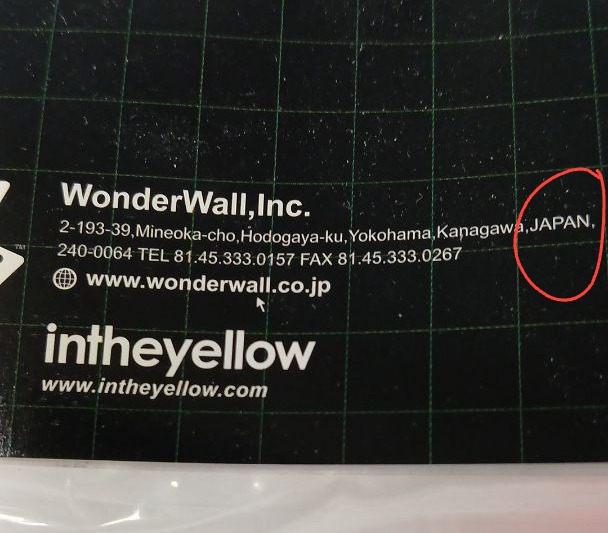 WonderWall,Inc.
2-193-39,Mineoka-cho,Hodogaya-ku,Yokohama,Kanagawa,JAPAN,
240-0064 TEL 81.45.333.0157 FAX 81.45.333.0267
www.wonderwall.co.jp
intheyellow
www.intheyellow.com
TM